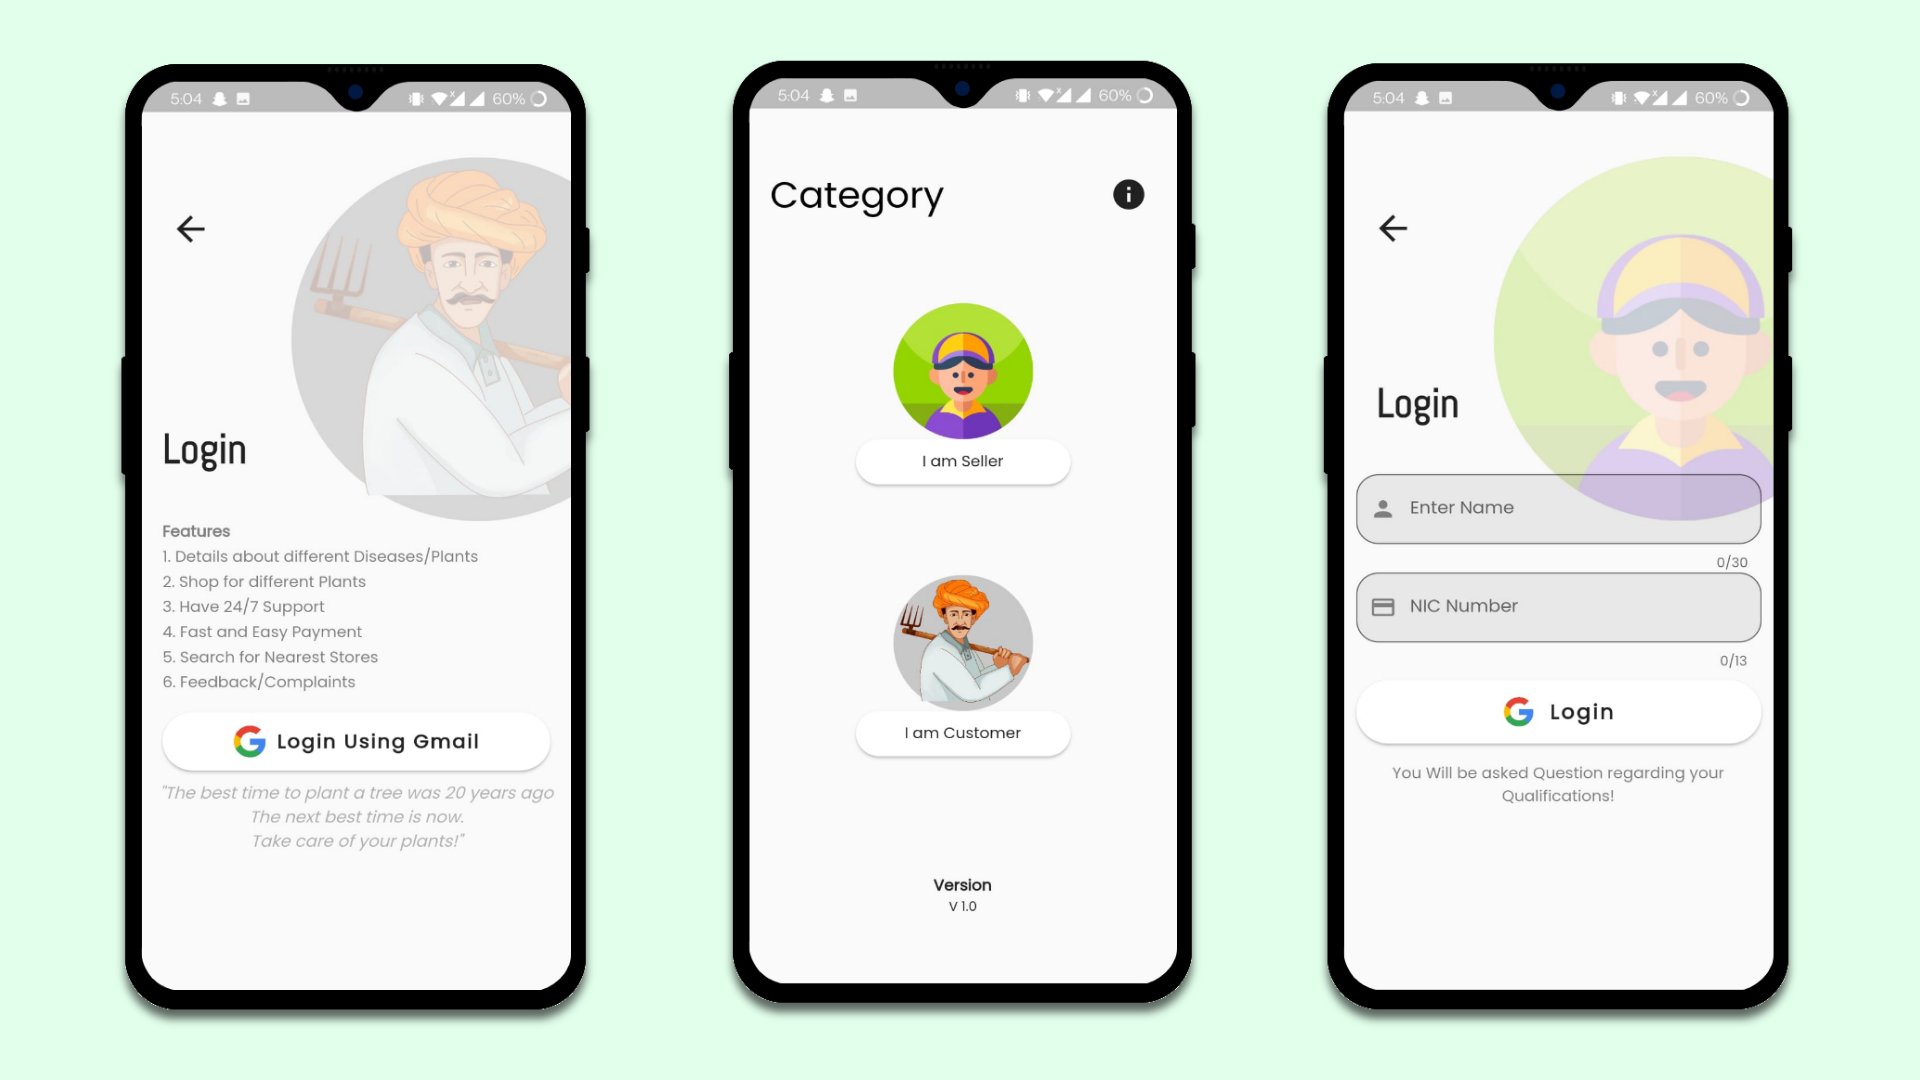 5:04
60%
Login
Features
1. Details about different Diseases/Plants
2. Shop for different Plants
3. Have 24/7 Support
4. Fast and Easy Payment
5. Search for Nearest Stores
6. Feedback/Complaints
Login Using Gmail
"The best time to plant a tree was 20 years ago
The next best time is now.
Take care of your plants!"
5:04
60%
Category
I am Seller
I am Customer
Version
V 1.0
5:04
60%
Login
Enter Name
0/30
NIC Number
0/13
Login
You Will be asked Question regarding your
Qualifications!